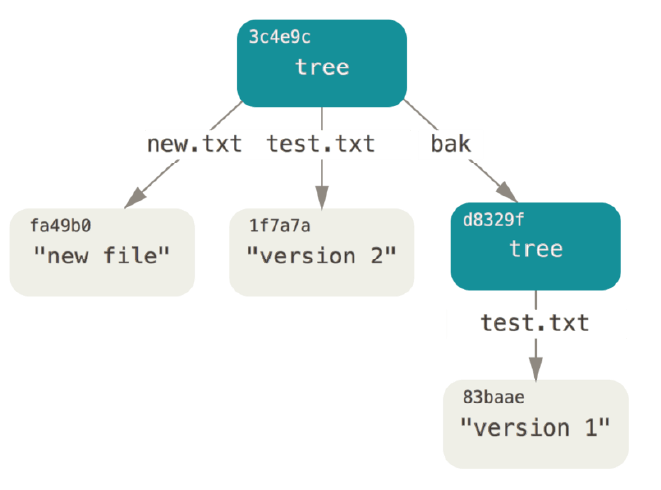 3c4e9c
tree
new.txt test.txt bak
fa49b0
"new file"
1f7a7a
"version 2"
d8329f
tree
test.txt
83baae
"version 1"